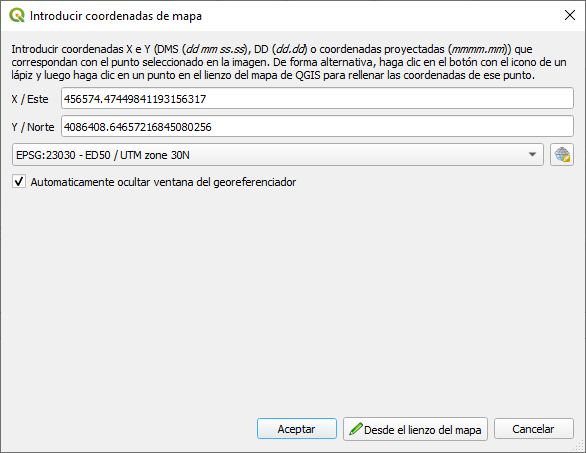 Introducir coordenadas de mapa
Introducir coordenadas X e Y (DMS (dd mm ss.ss), DD (dd.dd) o coordenadas proyectadas (mmmm.mm)) que
correspondan con el punto seleccionado en la imagen. De forma alternativa, haga clic en el botón con el icono de un
lápiz y luego haga clic en un punto en el lienzo del mapa de QGIS para rellenar las coordenadas de ese punto.
X / Este 456574.47449841193156317
Y / Norte 4086408.64657216845080256
EPSG:23030 - ED50 / UTM zone 30N
Automaticamente ocultar ventana del georeferenciador
Aceptar Desde el lienzo del mapa Cancelar